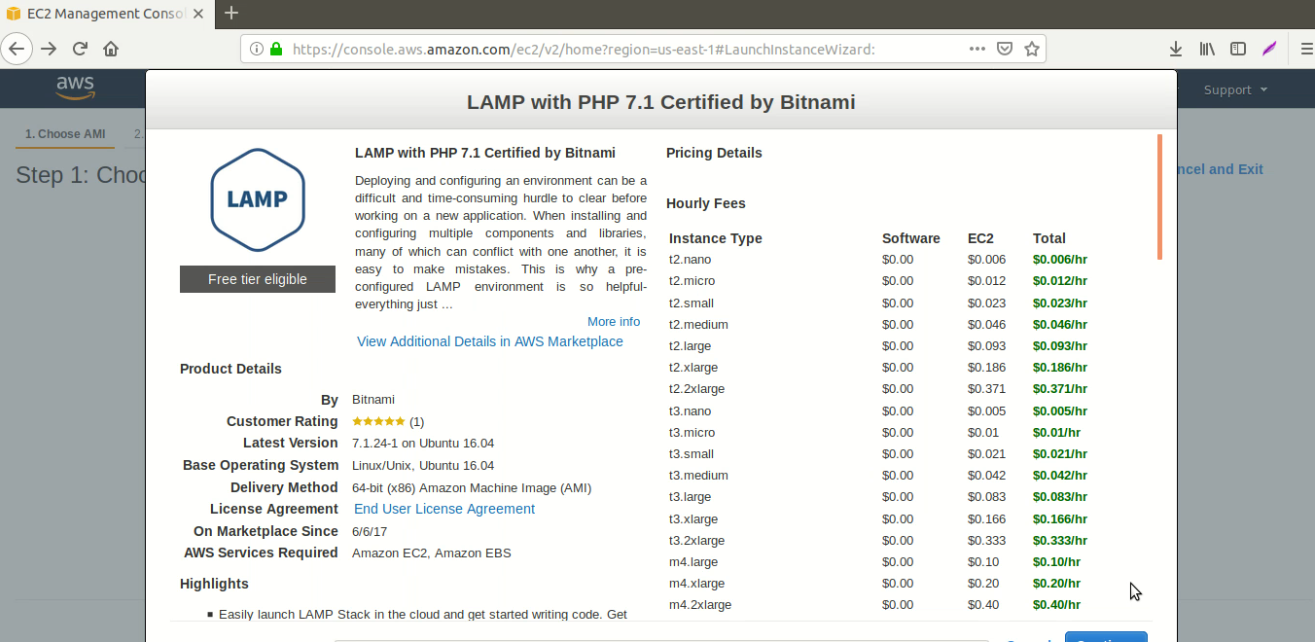 EC2 Management Consol
https://console.aws.amazon.com/ec2/v2/home?region=us-east-1#LaunchInstanceWizard:
aws
Support
1. Choose AMI
2.
Step 1: Choo
ncel and Exit
LAMP with PHP 7.1 Certified by Bitnami
LAMP
Free tier eligible
LAMP with PHP 7.1 Certified by Bitnami
Deploying and configuring an environment can be a
difficult and time-consuming hurdle to clear before
working on a new application. When installing and
configuring multiple components and libraries,
many of which can conflict with one another, it is
easy to make mistakes. This is why a pre-
configured LAMP environment is so helpful-
everything just ...
More info
View Additional Details in AWS Marketplace
Product Details
By Bitnami
Customer Rating (1)
Latest Version 7.1.24-1 on Ubuntu 16.04
Base Operating System Linux/Unix, Ubuntu 16.04
Delivery Method 64-bit (x86) Amazon Machine Image (AMI)
License Agreement End User License Agreement
On Marketplace Since 6/6/17
AWS Services Required Amazon EC2, Amazon EBS
Highlights
Easily launch LAMP Stack in the cloud and get started writing code. Get
Pricing Details
Hourly Fees
Instance Type Software EC2 Total
t2.nano $0.00 $0.006 $0.006/hr
t2.micro $0.00 $0.012 $0.012/hr
t2.small $0.00 $0.023 $0.023/hr
t2.medium $0.00 $0.046 $0.046/hr
t2.large $0.00 $0.093 $0.093/hr
t2.xlarge $0.00 $0.186 $0.186/hr
t2.2xlarge $0.00 $0.371 $0.371/hr
t3.nano $0.00 $0.005 $0.005/hr
t3.micro $0.00 $0.01 $0.01/hr
t3.small $0.00 $0.021 $0.021/hr
t3.medium $0.00 $0.042 $0.042/hr
t3.large $0.00 $0.083 $0.083/hr
t3.xlarge $0.00 $0.166 $0.166/hr
t3.2xlarge $0.00 $0.333 $0.333/hr
m4.large $0.00 $0.10 $0.10/hr
m4.xlarge $0.00 $0.20 $0.20/hr
m4.2xlarge $0.00 $0.40 $0.40/hr